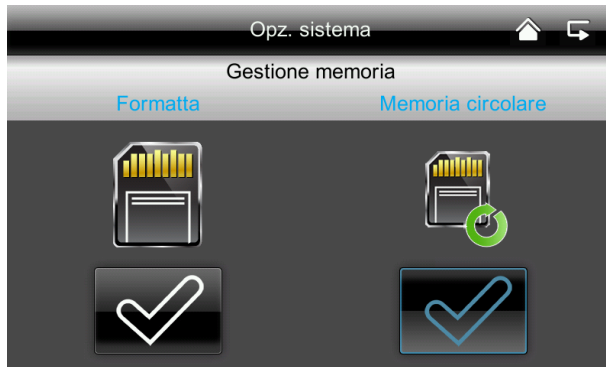 Opz. sistema
Gestione memoria
Formatta
Memoria circolare